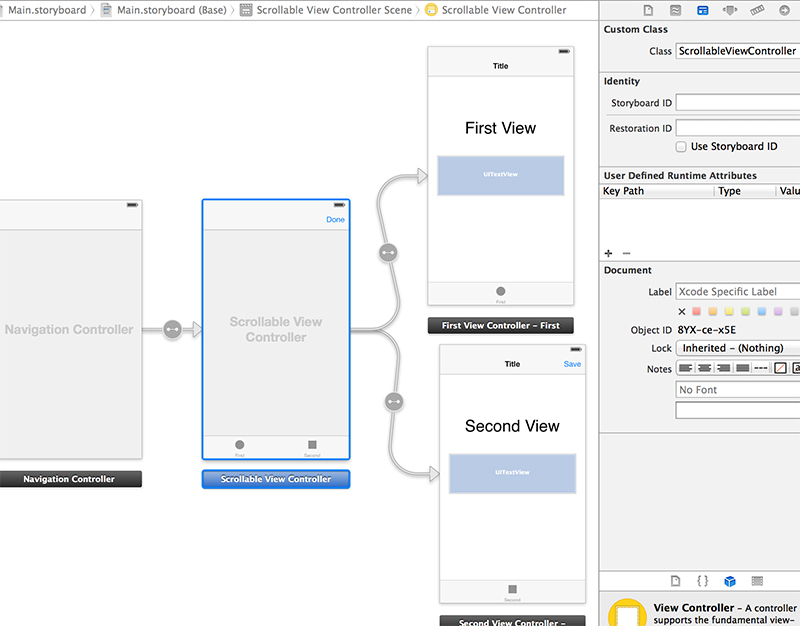 Main.storyboard
Main.storyboard (Base)
Scrollable View Controller Scene
Scrollable View Controller
Navigation Controller
Navigation Controller
Done
Scrollable View
Controller
First
Second
Scrollable View Controller
Title
First View
UITextView
First
First View Controller – First
Title
Save
Second View
UITextView
Second
Second View Controller –
Custom Class
Class ScrollableViewController
Identity
Storyboard ID
Restoration ID
Use Storyboard ID
User Defined Runtime Attributes
Key Path Type Valu
Document
Label Xcode Specific Label
Object ID 8YX-ce-x5E
Lock Inherited – (Nothing)
Notes
No Font
View Controller – A controller
supports the fundamental view-